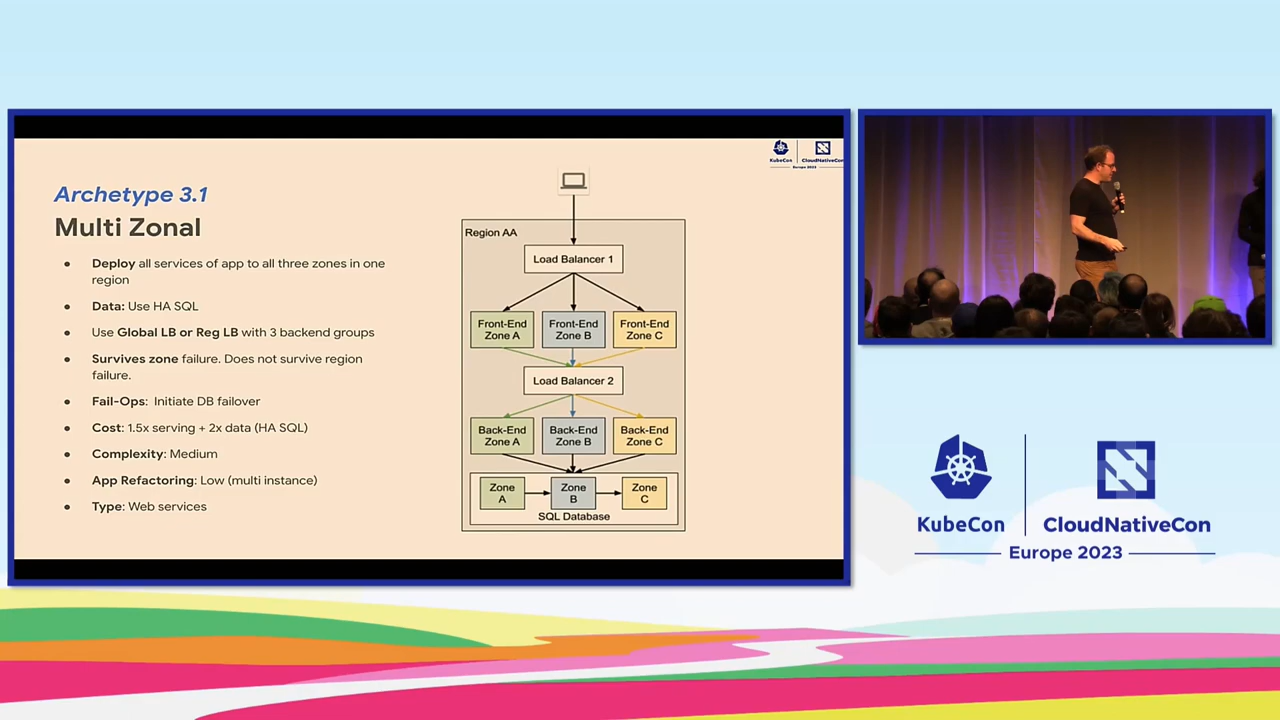 KubeCon
CloudNativeCon
Europe 2023
Archetype 3.1
Multi Zonal
• Deploy all services of app to all three zones in one
region
• Data: Use HA SQL
• Use Global LB or Reg LB with 3 backend groups
• Survives zone failure. Does not survive region
failure.
• Fail-Ops: Initiate DB failover
• Cost: 1.5x serving + 2x data (HA SQL)
• Complexity: Medium
• App Refactoring: Low (multi instance)
• Type: Web services
Region AA
Load Balancer 1
Front-End
Zone A
Front-End
Zone B
Front-End
Zone C
Load Balancer 2
Back-End
Zone A
Back-End
Zone B
Back-End
Zone C
Zone
A
Zone
B
Zone
C
SQL Database
KubeCon
CloudNativeCon
Europe 2023